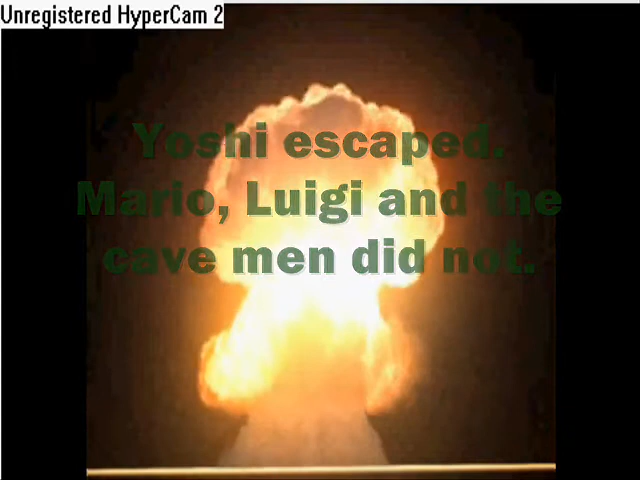 Unregistered HyperCam 2
Yoshi escaped.
Mario, Luigi and the
cave men did not.